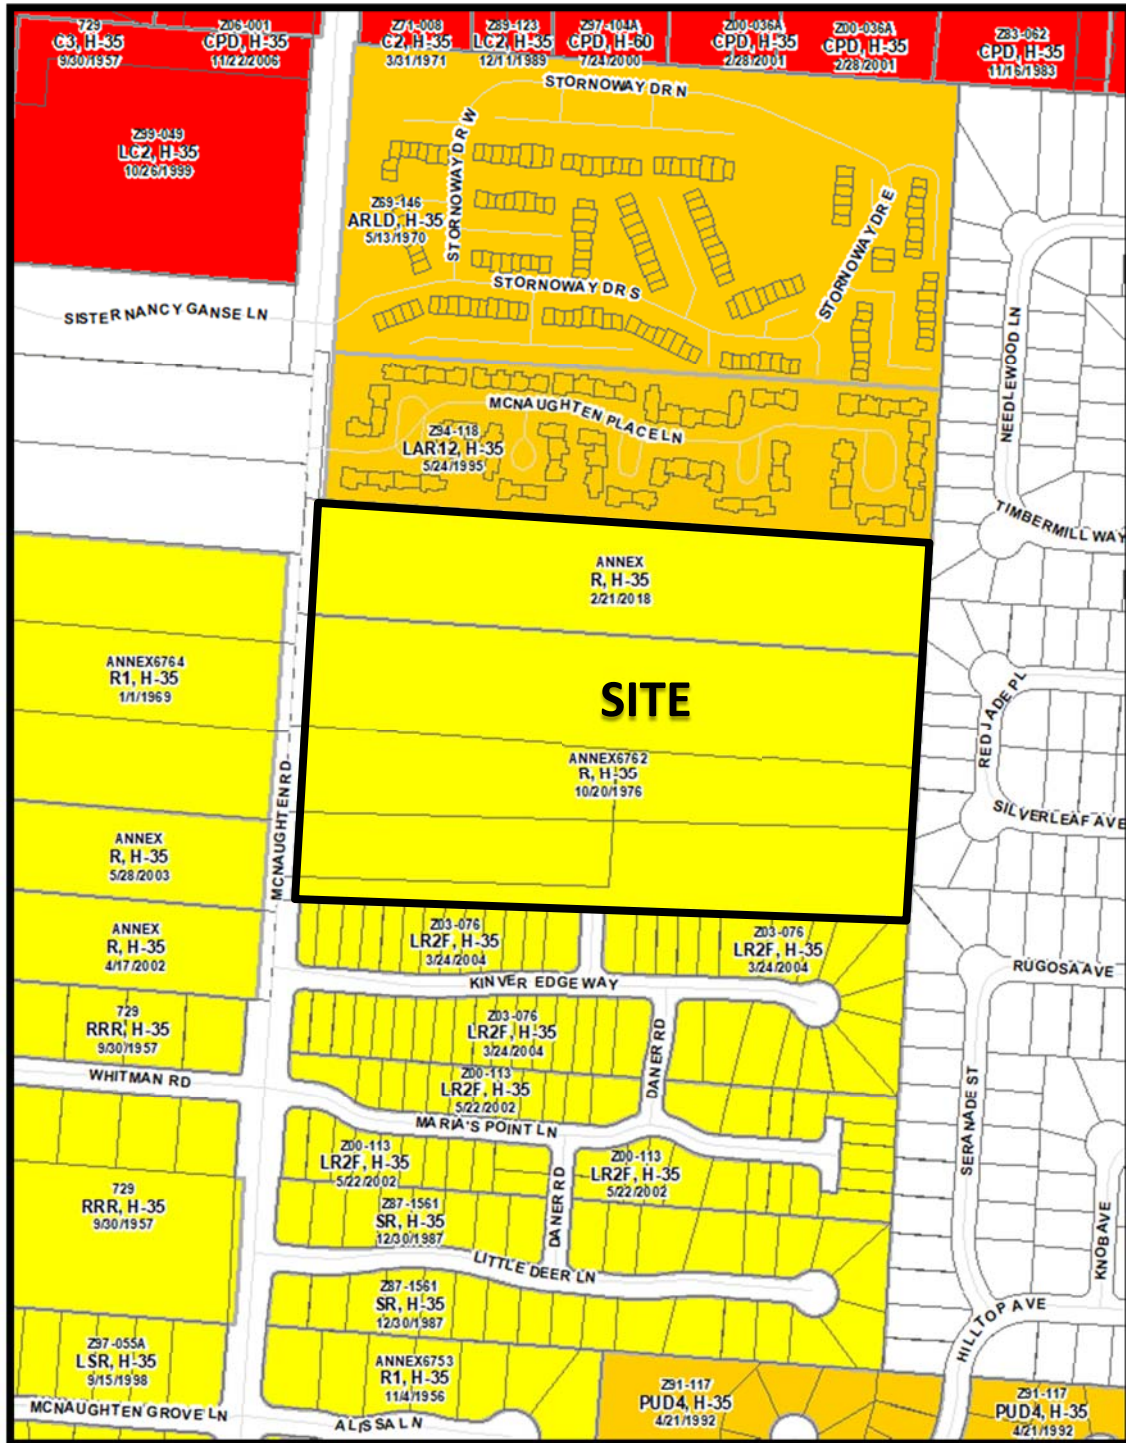 729
C3, H-35
9/30/1957
Z06-001
CPD, H-35
11/22/2006
Z71-008
C2, H-35
3/31/1971
Z89-123
LC2, H-35
12/11/1989
Z97-104A
CPD, H-60
7/24/2000
Z00-036A
CPD, H-35
2/28/2001
Z00-036A
CPD, H-35
2/28/2001
Z83-062
CPD, H-35
11/16/1983
STORNOWAY DR N
Z99-049
LC2, H-35
10/26/1999
STORNOWAY DR W
Z69-146
ARLD, H-35
5/13/1970
STORNOWAY DR E
STORNOWAY DR S
SISTER NANCY GANSE LN
NEEDLEWOOD LN
MCNAUGHTEN PLACE LN
Z94-118
LAR12, H-35
5/24/1995
TIMBERMILL WAY
ANNEX
R, H-35
2/21/2018
ANNEX6764
R1, H-35
1/1/1969
SITE
RED JADE PL
ANNEX6762
R, H-35
10/20/1976
MCNAUGHTEN RD
SILVERLEAF AVE
ANNEX
R, H-35
5/28/2003
ANNEX
R, H-35
4/17/2002
Z03-076
LR2F, H-35
3/24/2004
Z03-076
LR2F, H-35
3/24/2004
RUGOSA AVE
KINVER EDGE WAY
729
RRR, H-35
9/30/1957
Z03-076
LR2F, H-35
3/24/2004
DANER RD
WHITMAN RD
Z00-113
LR2F, H-35
5/22/2002
SERANADE ST
MARIA'S POINT LN
Z00-113
LR2F, H-35
5/22/2002
Z00-113
LR2F, H-35
5/22/2002
DANER RD
729
RRR, H-35
9/30/1957
Z87-1561
SR, H-35
12/30/1987
KNOB AVE
LITTLE DEER LN
Z87-1561
SR, H-35
12/30/1987
HILLTOP AVE
Z97-055A
LSR, H-35
9/15/1998
ANNEX6753
R1, H-35
11/4/1956
Z91-117
PUD4, H-35
4/21/1992
Z91-117
PUD4, H-35
4/21/1992
MCNAUGHTEN GROVE LN
ALISSA LN